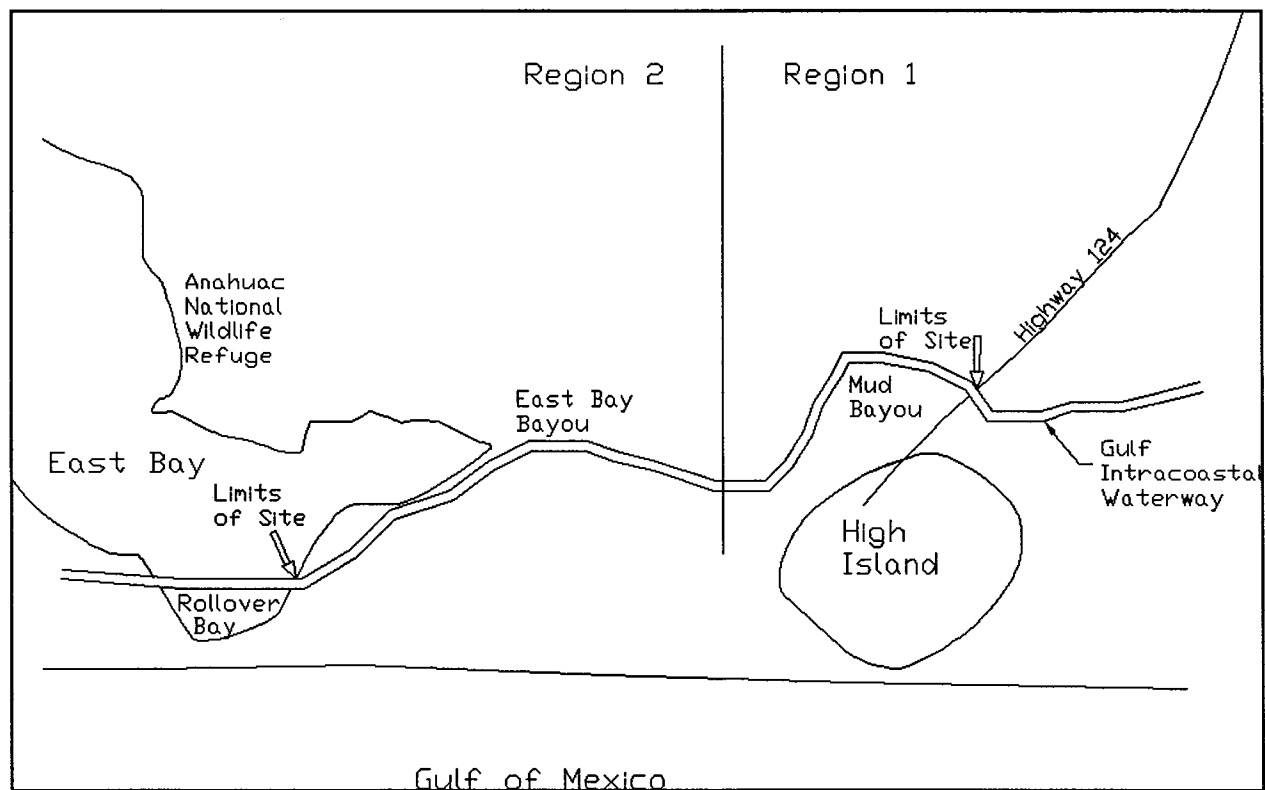 Region 2
Region 1
Anahuac
National
Wildlife
Refuge
Highway 124
Limits
of Site
Mud
Bayou
East Bay
Bayou
East Bay
Limits
of Site
Gulf
Intracoastal
Waterway
High
Island
Rollover
Bay
Gulf of Mexico